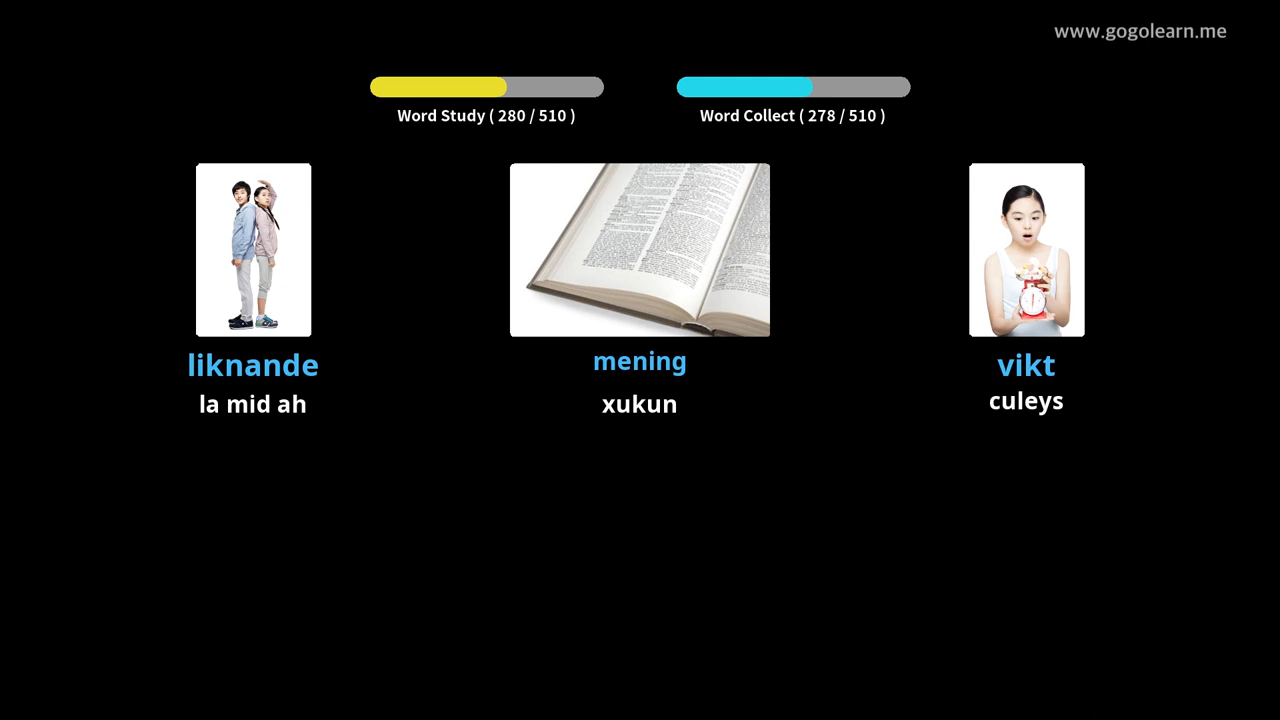 www.gogolearn.me
Word Study ( 280 / 510 )
Word Collect ( 278 / 510 )
liknande
mening
vikt
la mid ah
xukun
culeys